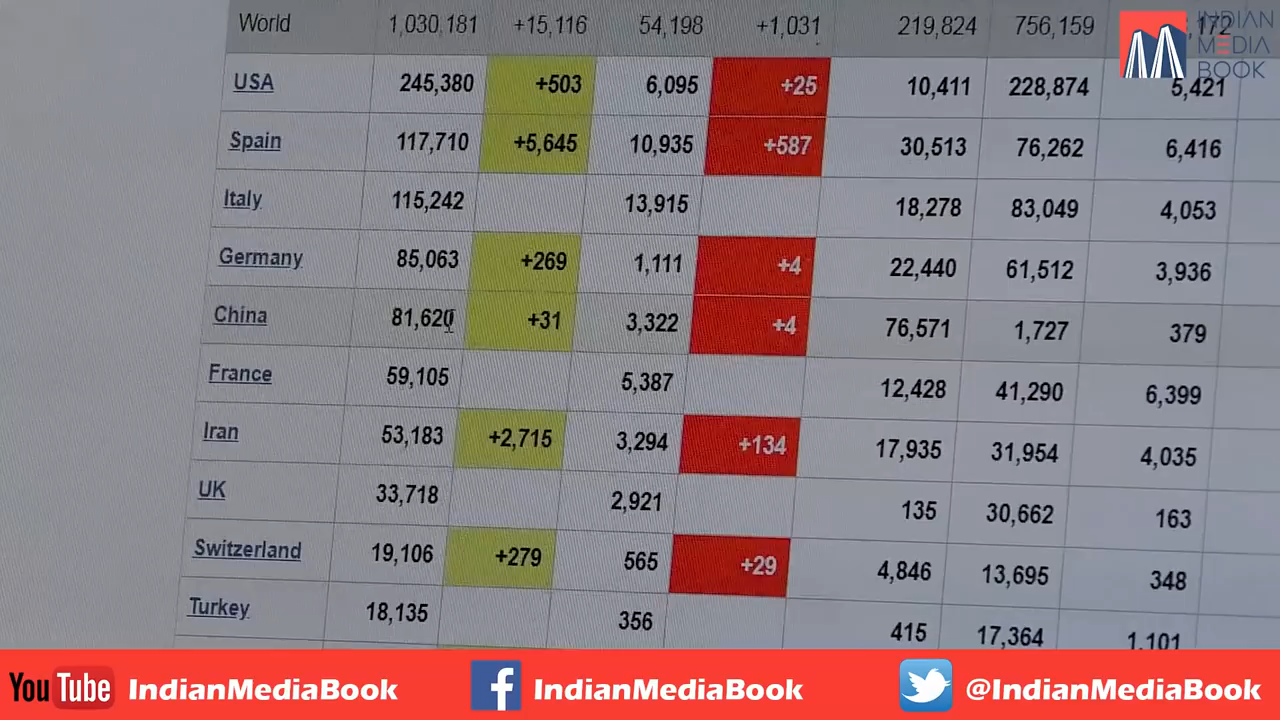 World 1,030,181 +15,116 54,198 +1,031 219,824 756,159 172
INDIAN MEDIA BOOK
USA 245,380 +503 6,095 +25 10,411 228,874 5,421
Spain 117,710 +5,645 10,935 +587 30,513 76,262 6,416
Italy 115,242 13,915 18,278 83,049 4,053
Germany 85,063 +269 1,111 +4 22,440 61,512 3,936
China 81,620 +31 3,322 +4 76,571 1,727 379
France 59,105 5,387 12,428 41,290 6,399
Iran 53,183 +2,715 3,294 +134 17,935 31,954 4,035
UK 33,718 2,921 135 30,662 163
Switzerland 19,106 +279 565 +29 4,846 13,695 348
Turkey 18,135 356 415 17,364 1,101
YouTube IndianMediaBook f IndianMediaBook @IndianMediaBook